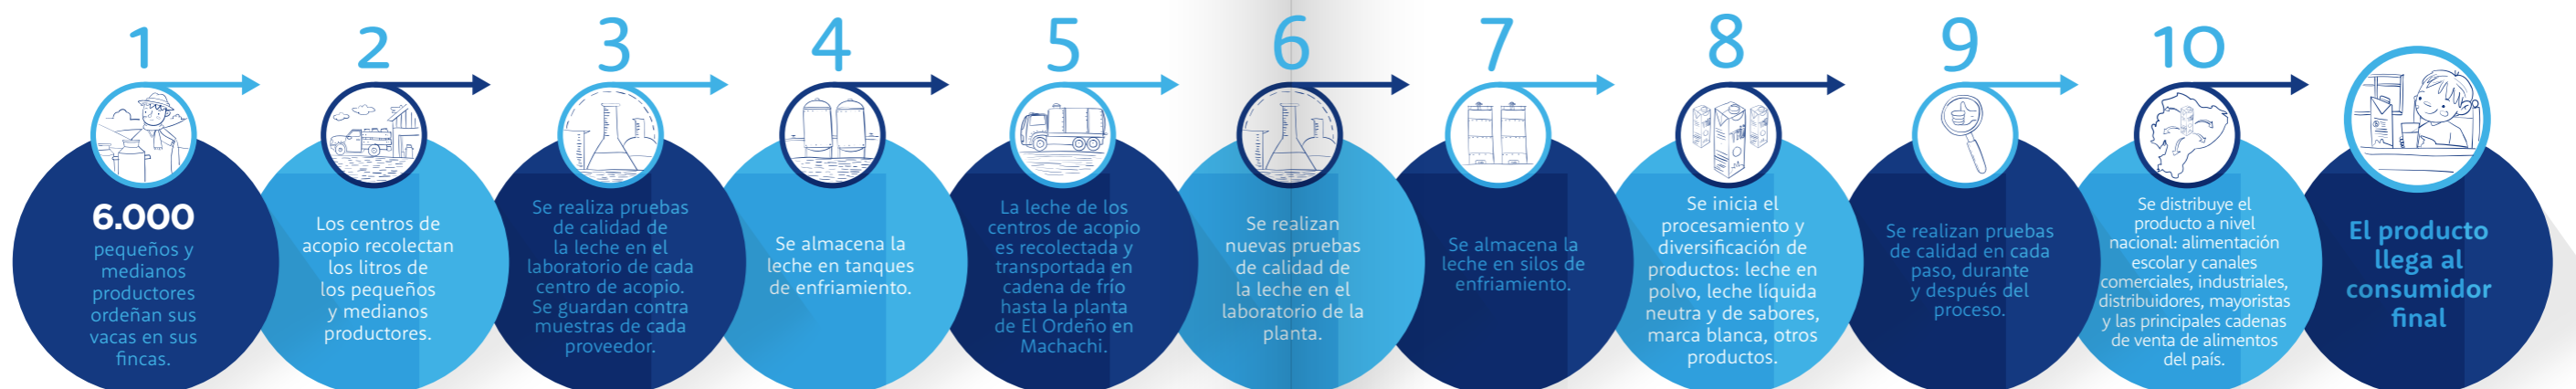 1
6.000
pequeños y
medianos
productores
ordeñan sus
vacas en sus
fincas.
2
Los centros de
acopio recolectan
los litros de
los pequeños
y medianos
productores.
3
Se realiza pruebas
de calidad de
la leche en el
laboratorio de cada
centro de acopio.
Se guardan contra
muestras de cada
proveedor.
4
Se almacena la
leche en tanques
de enfriamiento.
5
La leche de los
centros de acopio
es recolectada y
transportada en
cadena de frío
hasta la planta
de El Ordeño en
Machachi.
6
Se realizan
nuevas pruebas
de calidad de
la leche en el
laboratorio de la
planta.
7
Se almacena la
leche en silos de
enfriamiento.
8
Se inicia el
procesamiento y
diversificación de
productos: leche en
polvo, leche líquida
neutra y de sabores,
marca blanca, otros
productos.
9
Se realizan pruebas
de calidad en cada
paso, durante
y después del
proceso.
10
Se distribuye el
producto a nivel
nacional: alimentación
escolar y canales
comerciales, industriales,
distribuidores, mayoristas
y las principales cadenas
de venta de alimentos
del país.
El producto
llega al
consumidor
final